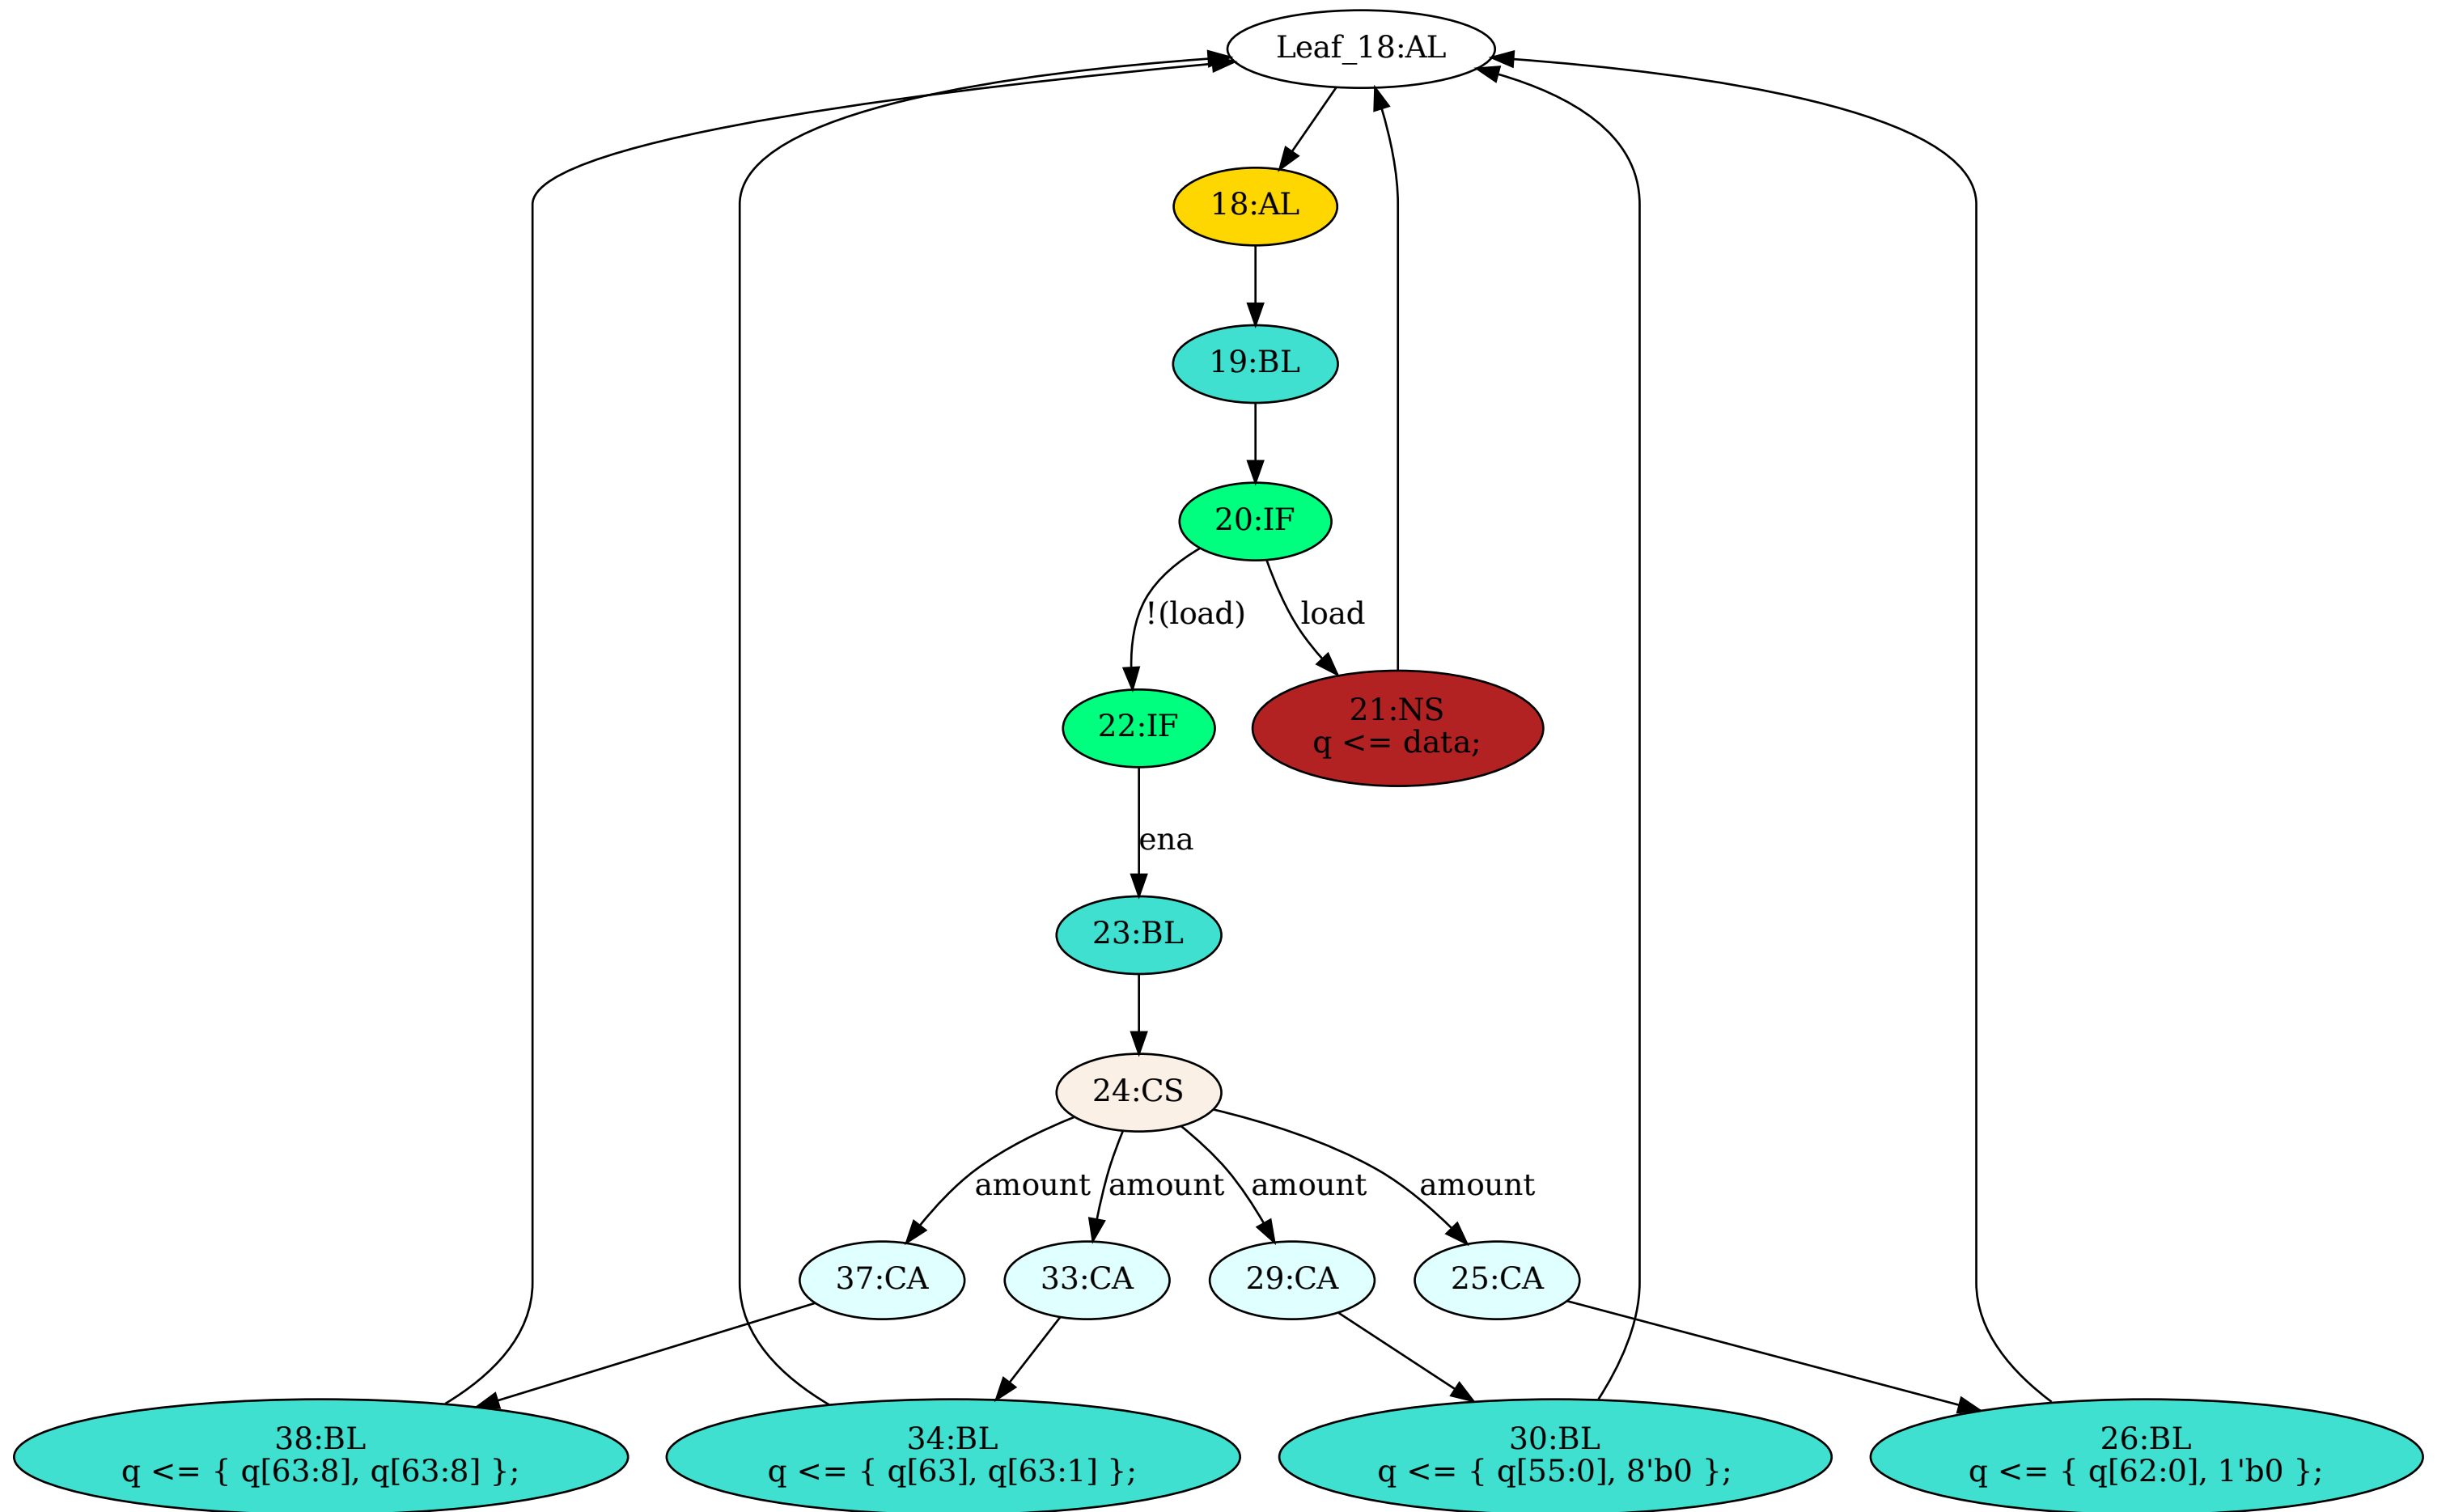 Leaf_18:AL
18:AL
19:BL
20:IF
!(load)
load
22:IF
21:NS
q <= data;
ena
23:BL
24:CS
amount
amount
amount
amount
37:CA
33:CA
29:CA
25:CA
38:BL
q <= { q[63:8], q[63:8] };
34:BL
q <= { q[63], q[63:1] };
30:BL
q <= { q[55:0], 8'b0 };
26:BL
q <= { q[62:0], 1'b0 };